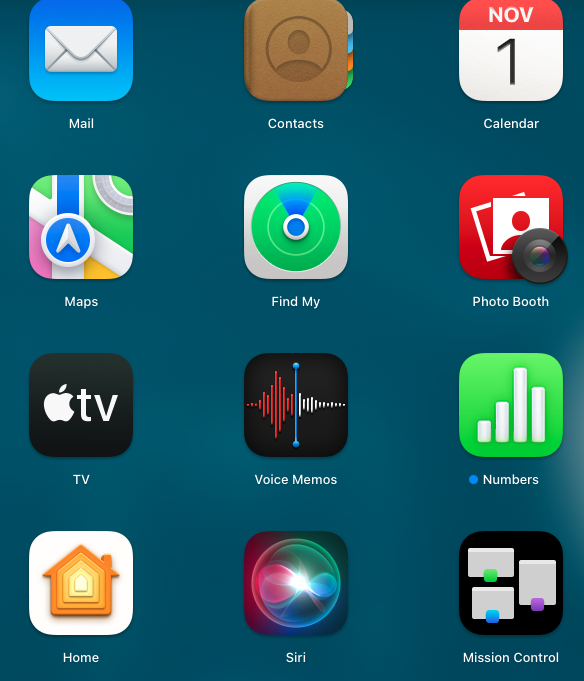 NOV
1
Mail
Contacts
Calendar
Maps
Find My
Photo Booth
tv
TV
Voice Memos
Numbers
Home
Siri
Mission Control